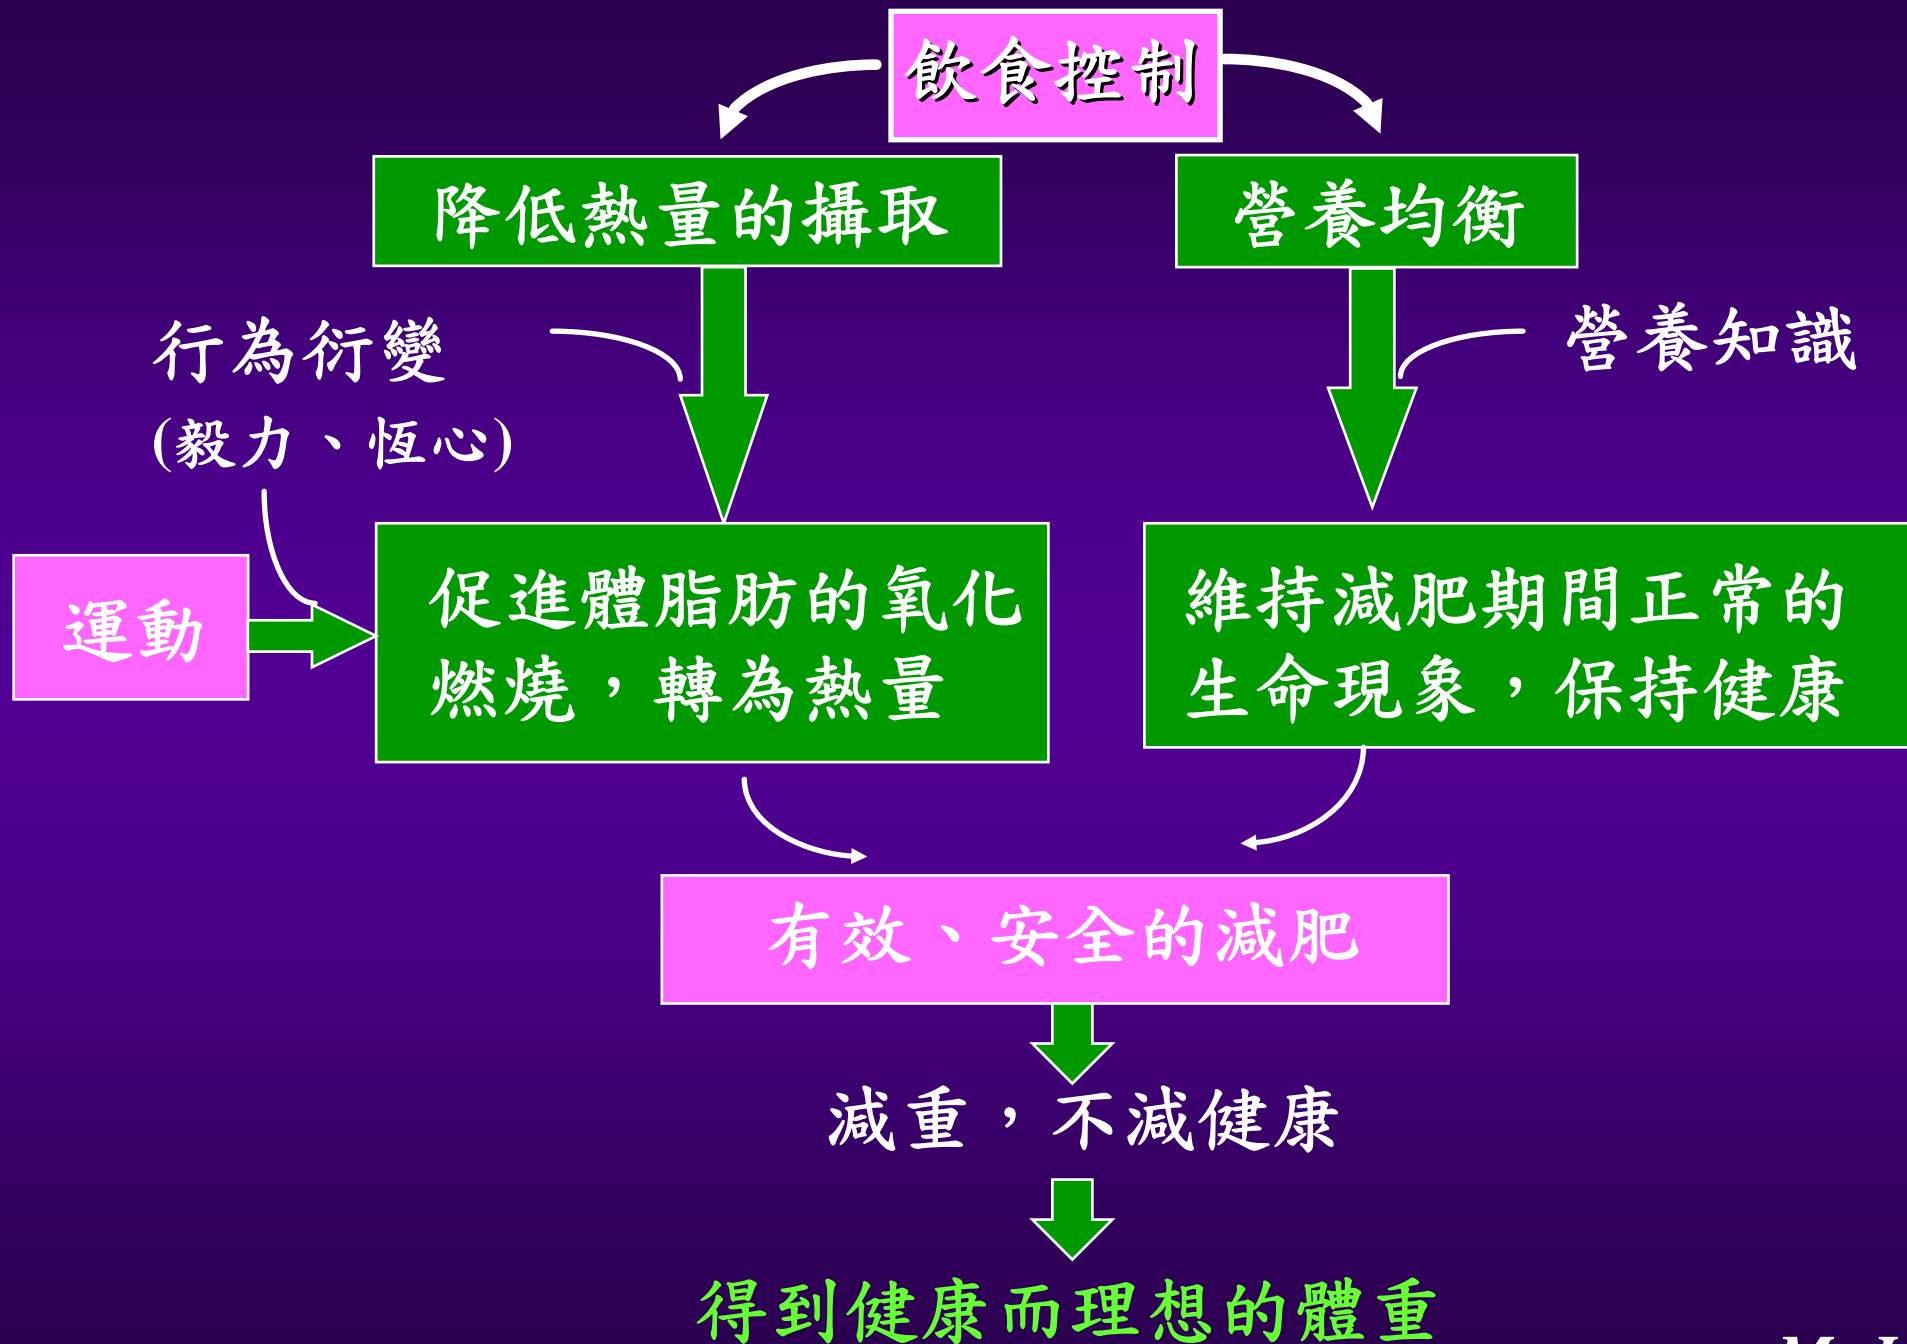 飲食控制
降低熱量的攝取
營養均衡
行為衍變
(毅力、恆心)
營養知識
運動
促進體脂肪的氧化
燃燒，轉為熱量
維持減肥期間正常的
生命現象，保持健康
有效、安全的減肥
減重，不減健康
得到健康而理想的體重